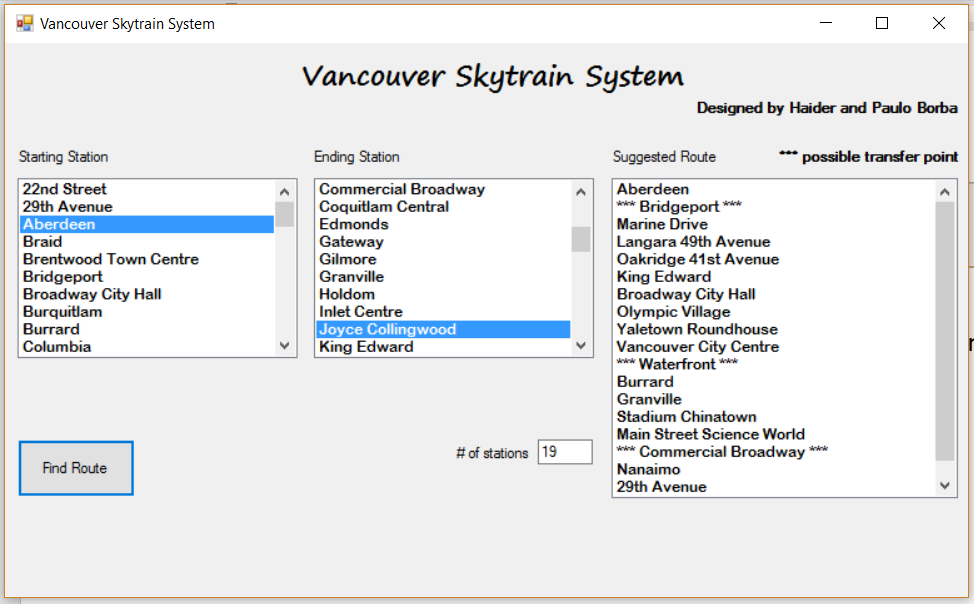 Vancouver Skytrain System
Vancouver Skytrain System
Designed by Haider and Paulo Borba
Starting Station
Ending Station
Suggested Route
*** possible transfer point
22nd Street
29th Avenue
Aberdeen
Braid
Brentwood Town Centre
Bridgeport
Broadway City Hall
Burquitlam
Burrard
Columbia
Commercial Broadway
Coquitlam Central
Edmonds
Gateway
Gilmore
Granville
Holdom
Inlet Centre
Joyce Collingwood
King Edward
Aberdeen
*** Bridgeport ***
Marine Drive
Langara 49th Avenue
Oakridge 41st Avenue
King Edward
Broadway City Hall
Olympic Village
Yaletown Roundhouse
Vancouver City Centre
*** Waterfront ***
Burrard
Granville
Stadium Chinatown
Main Street Science World
*** Commercial Broadway ***
Nanaimo
29th Avenue
Find Route
# of stations
19